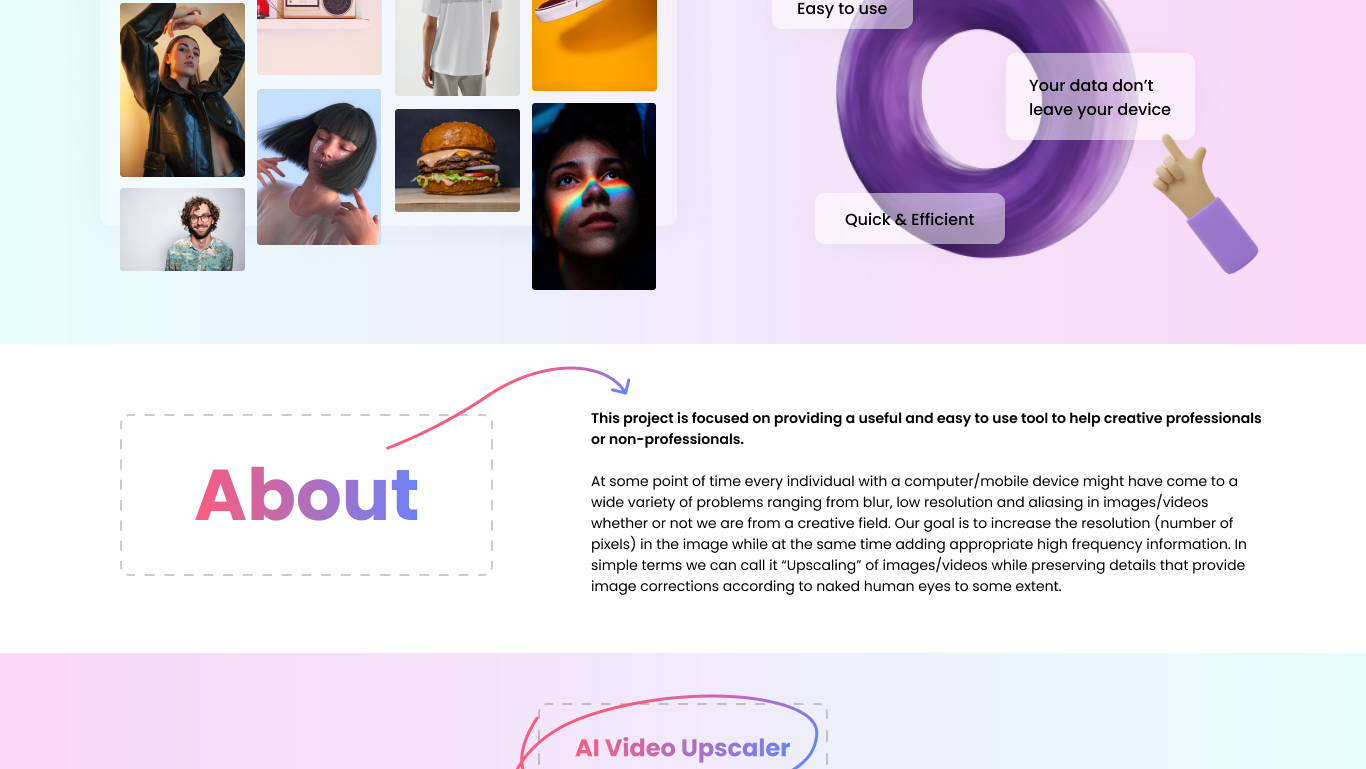 Easy to use
Your data don’t
leave your device
Quick & Efficient
About
This project is focused on providing a useful and easy to use tool to help creative professionals
or non-professionals.
At some point of time every individual with a computer/mobile device might have come to a
wide variety of problems ranging from blur, low resolution and aliasing in images/videos
whether or not we are from a creative field. Our goal is to increase the resolution (number of
pixels) in the image while at the same time adding appropriate high frequency information. In
simple terms we can call it “Upscaling” of images/videos while preserving details that provide
image corrections according to naked human eyes to some extent.
AI Video Upscaler